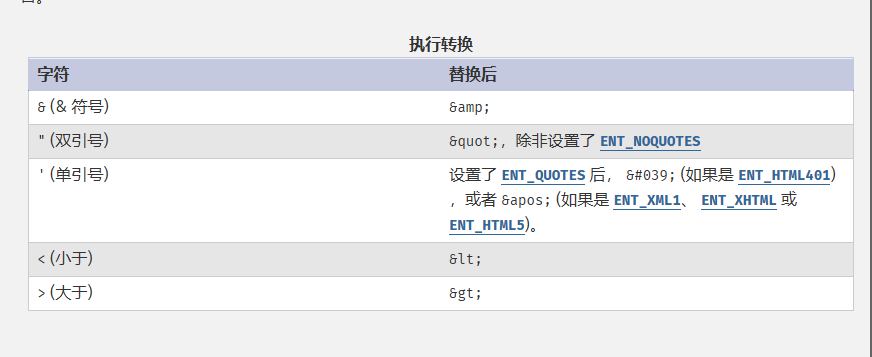 执行转换
字符 替换后
& (& 符号) &amp;
" (双引号) &quot;, 除非设置了 ENT_NOQUOTES
' (单引号) 设置了 ENT_QUOTES 后, &#039; (如果是 ENT_HTML401)
, 或者 &apos; (如果是 ENT_XML1、 ENT_XHTML 或
ENT_HTML5)。
< (小于) &lt;
> (大于) &gt;